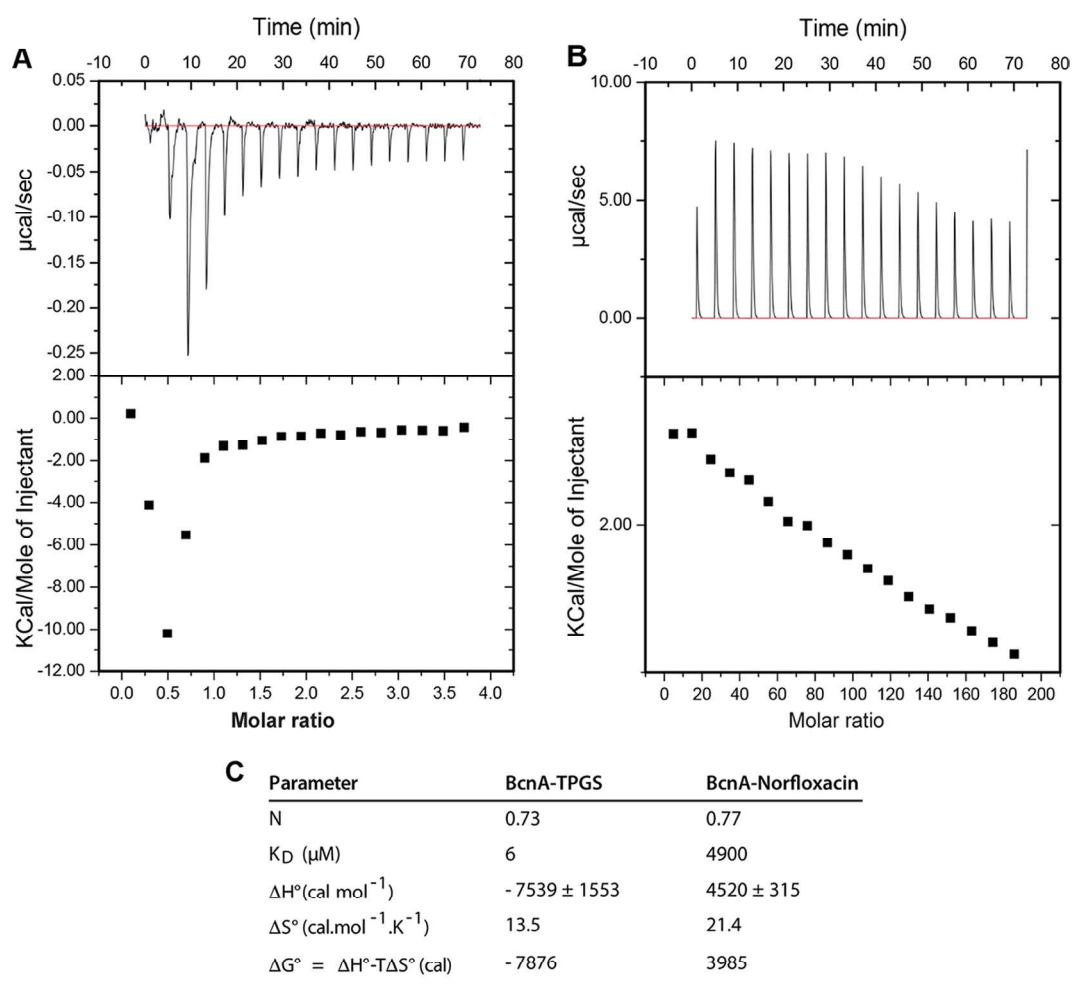 A
Time (min)
-10 0 10 20 30 40 50 60 70 80
0.05
0.00
-0.05
-0.10
-0.15
-0.20
-0.25
µcal/sec
2.00
0.00
-2.00
-4.00
-6.00
-8.00
-10.00
-12.00
KCal/Mole of Injectant
0.0 0.5 1.0 1.5 2.0 2.5 3.0 3.5 4.0
Molar ratio
B
Time (min)
-10 0 10 20 30 40 50 60 70 80
10.00
5.00
0.00
µcal/sec
2.00
KCal/Mole of Injectant
0 20 40 60 80 100 120 140 160 180 200
Molar ratio
C
Parameter BcnA-TPGS BcnA-Norfloxacin
N 0.73 0.77
KD (µM) 6 4900
ΔH°(cal mol⁻¹) - 7539 ± 1553 4520 ± 315
ΔS° (cal.mol⁻¹.K⁻¹) 13.5 21.4
ΔG° = ΔH°-TΔS° (cal) - 7876 3985